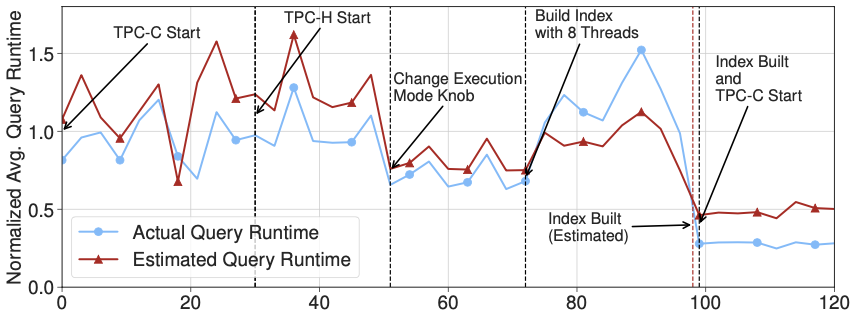 Normalized Avg. Query Runtime
1.5
1.0
0.5
0.0
TPC-C Start
TPC-H Start
Change Execution
Mode Knob
Build Index
with 8 Threads
Index Built
and
TPC-C Start
Index Built
(Estimated)
Actual Query Runtime
Estimated Query Runtime
0
20
40
60
80
100
120